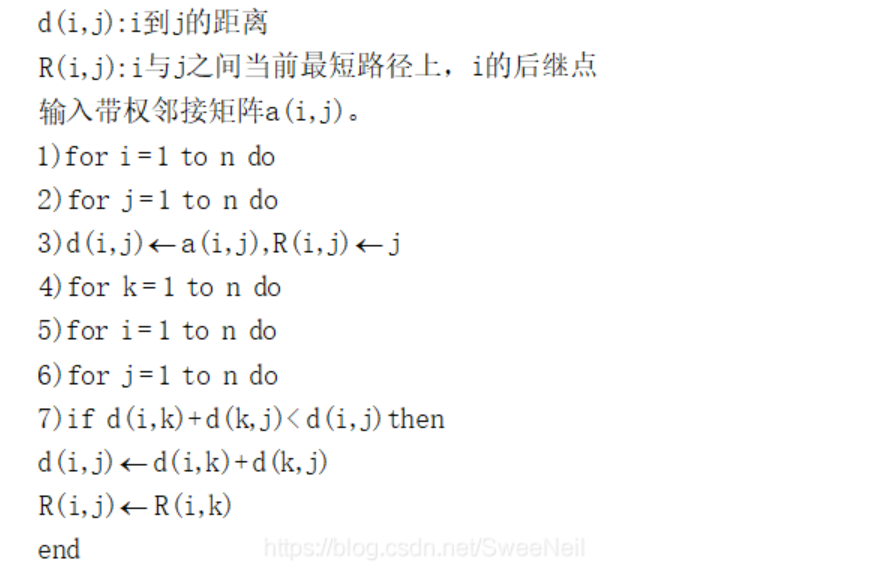 d(i,j):i到j的距离
R(i,j):i与j之间当前最短路径上，i的后继点
输入带权邻接矩阵a(i,j)。
1)for i=1 to n do
2)for j=1 to n do
3)d(i,j)←a(i,j),R(i,j)←j
4)for k=1 to n do
5)for i=1 to n do
6)for j=1 to n do
7)if d(i,k)+d(k,j)<d(i,j)then
d(i,j)←d(i,k)+d(k,j)
R(i,j)←R(i,k)
end
https://blog.csdn.net/SweeNeil